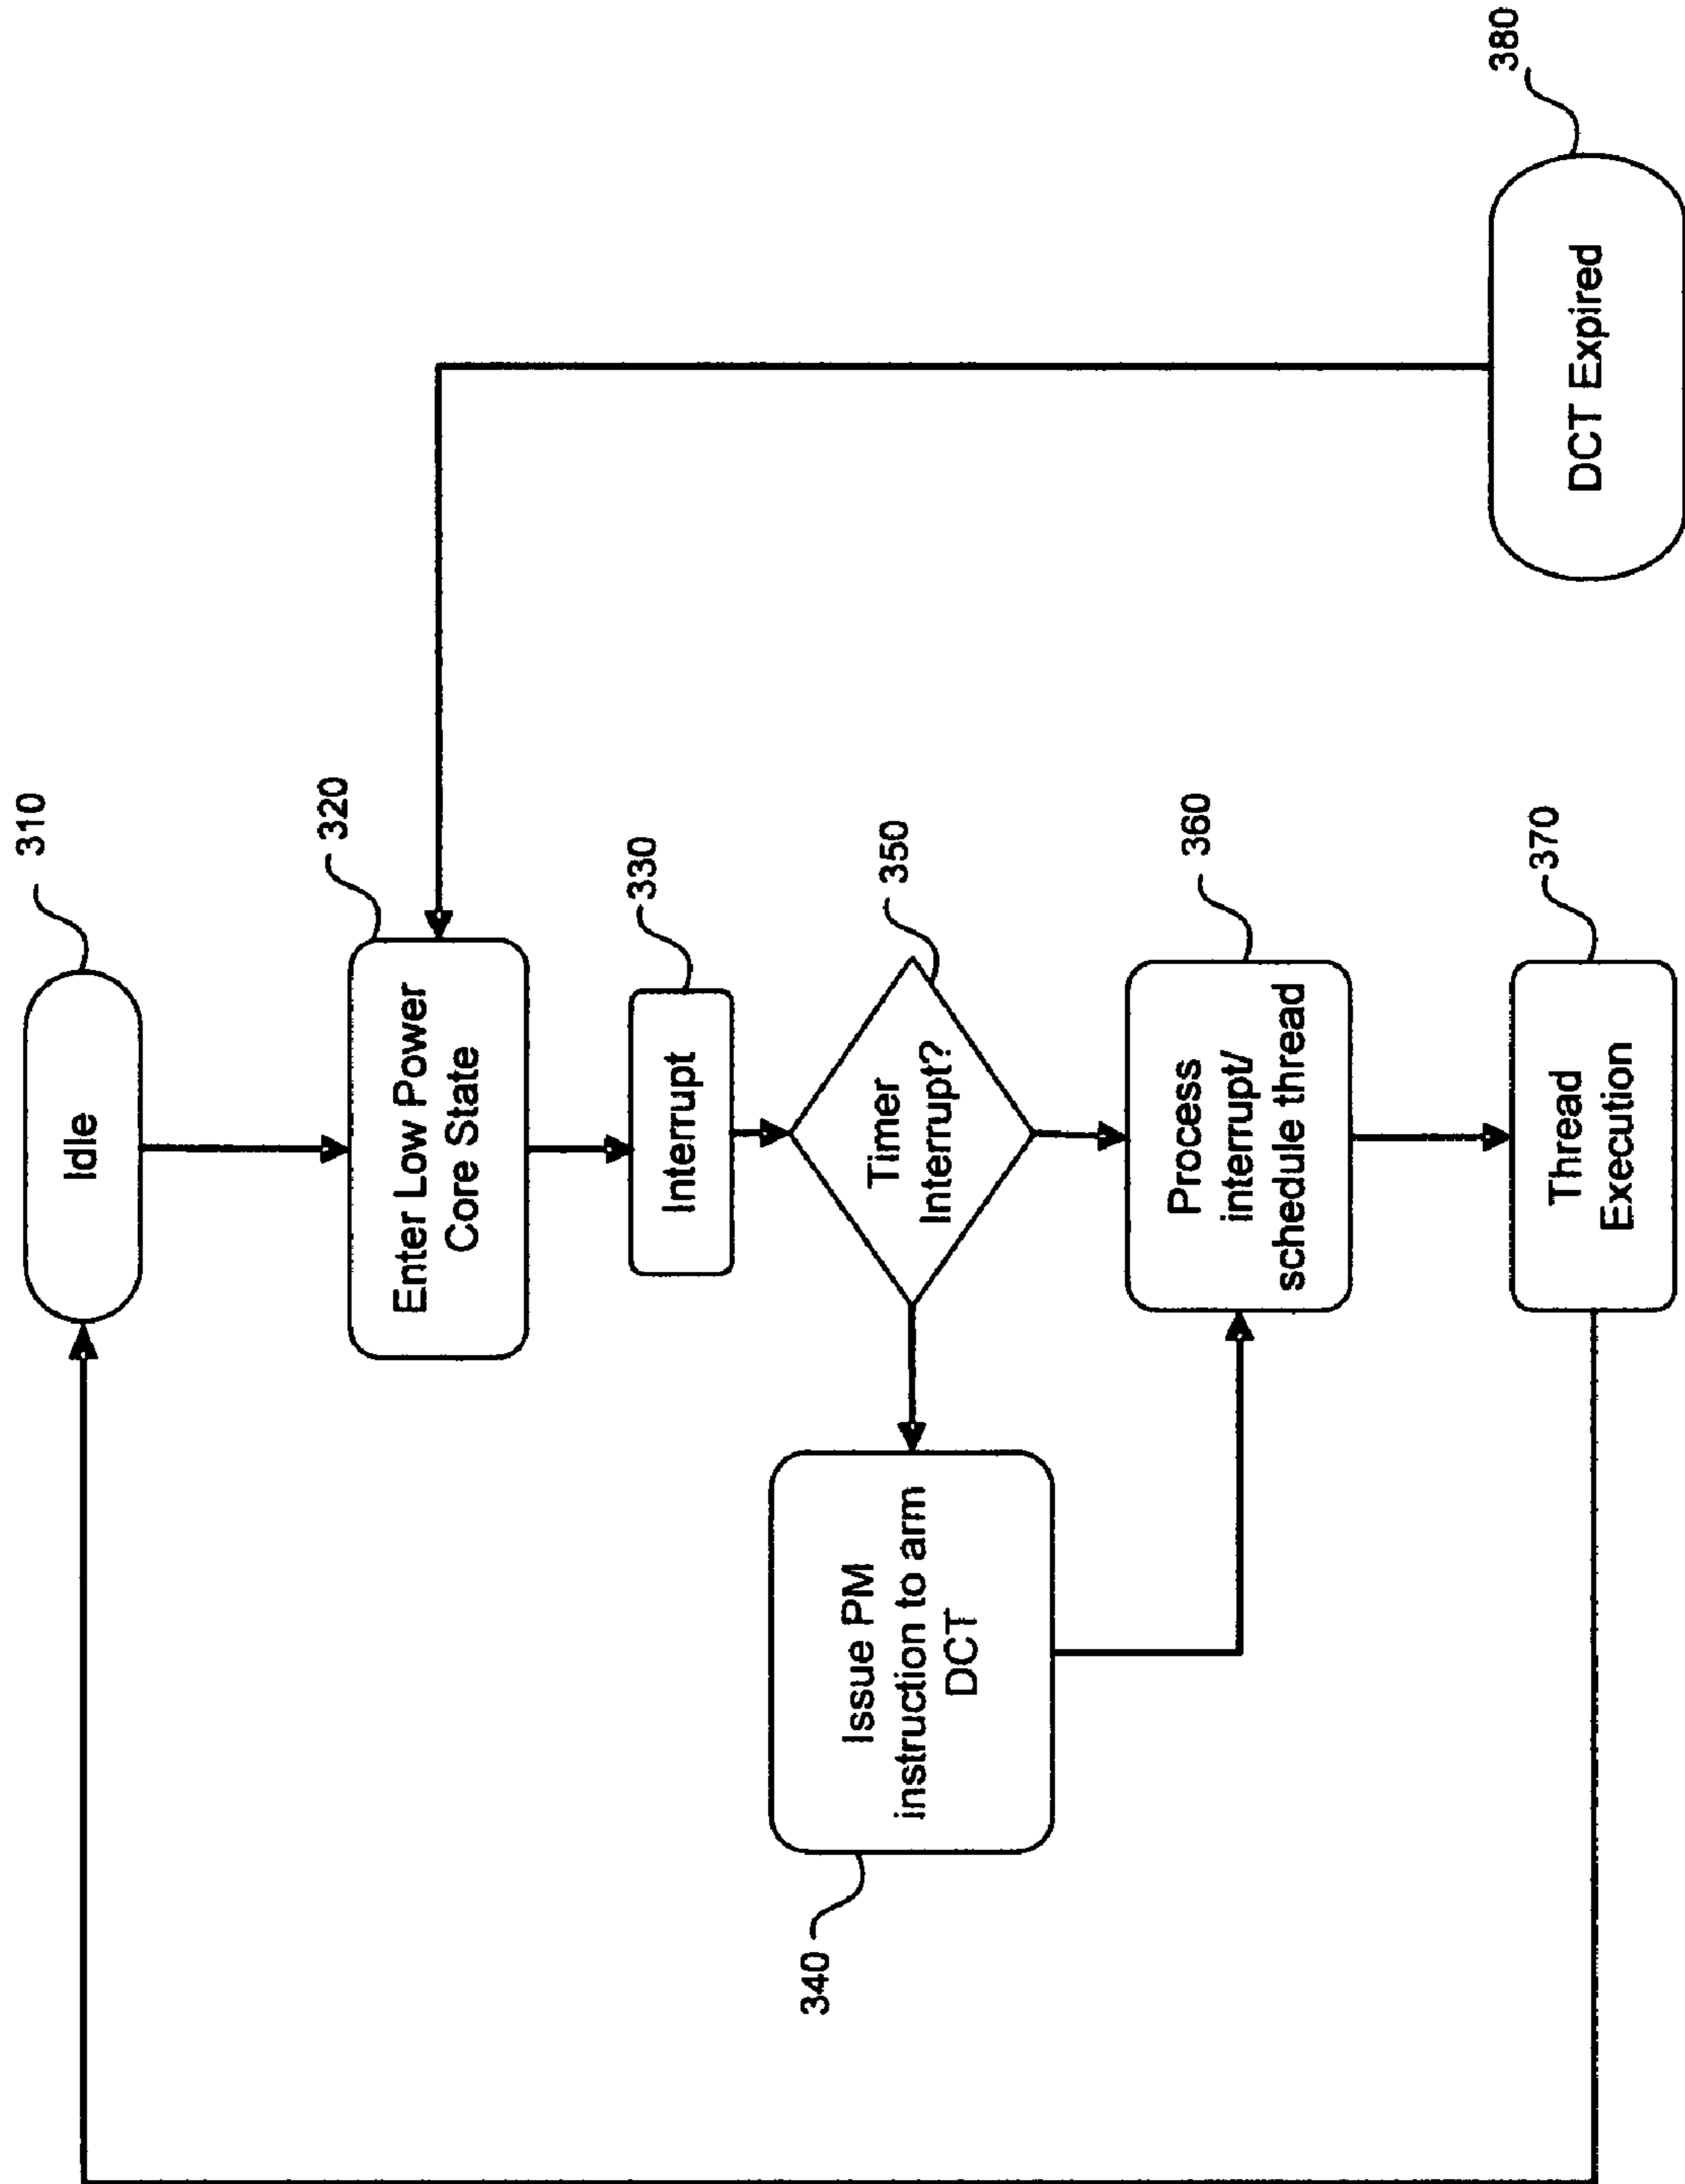 310
Idle
320
Enter Low Power
Core State
330
Interrupt
350
Timer
Interrupt?
340
Issue PM
instruction to arm
DCT
360
Process
interrupt/
schedule thread
370
Thread
Execution
380
DCT Expired